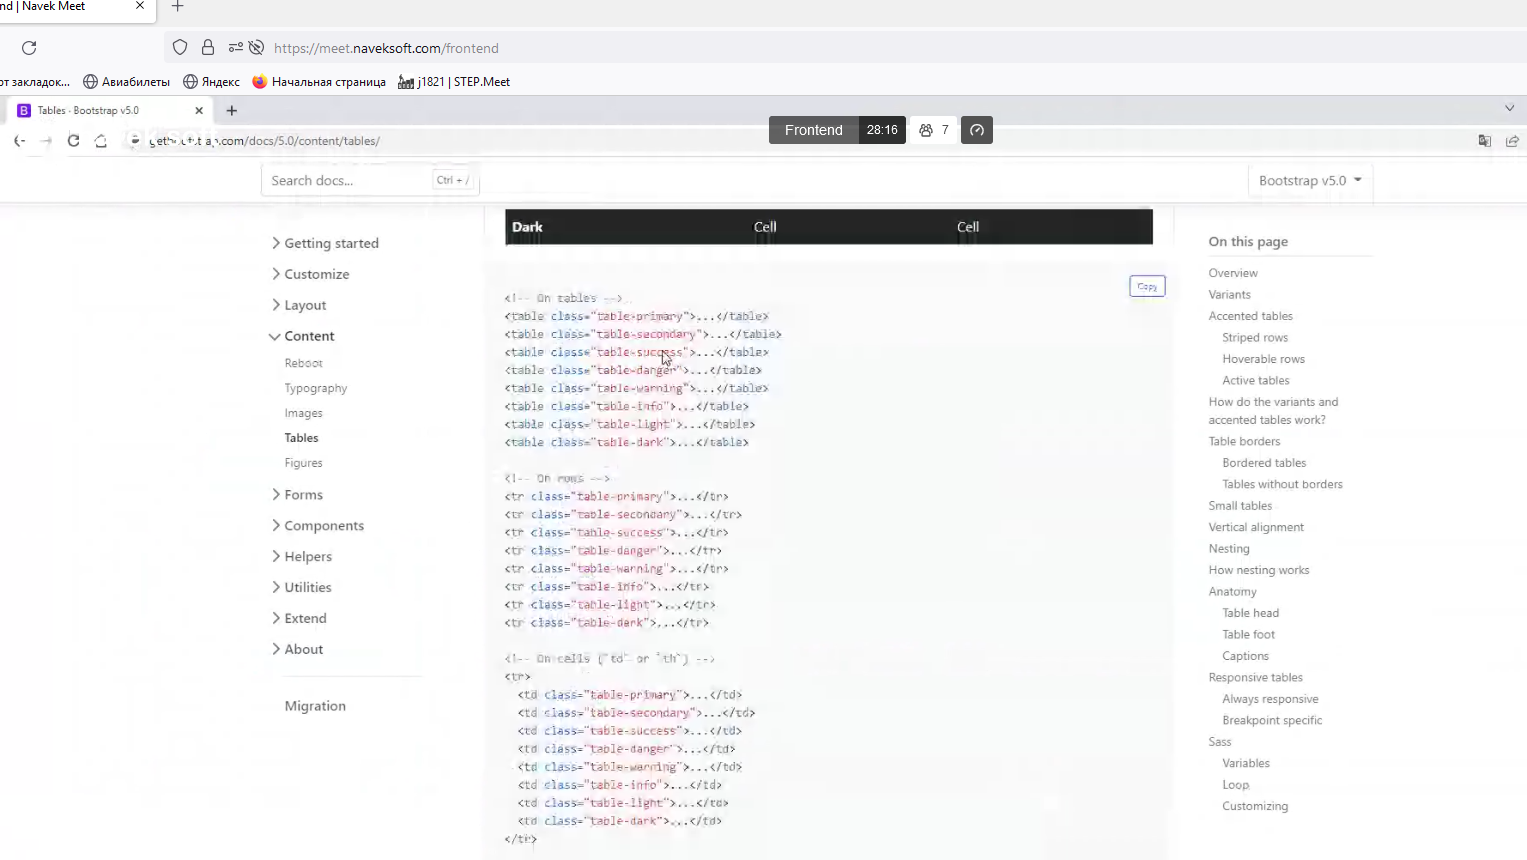 nd | Navek Meet
https://meet.naveksoft.com/frontend
от закладок...
Авиабилеты
Яндекс
Начальная страница
j1821 | STEP.Meet
Tables · Bootstrap v5.0
.com/docs/5.0/content/tables/
Frontend
28:16
7
Search docs...
Ctrl + /
Bootstrap v5.0
Getting started
Customize
Layout
Content
Reboot
Typography
Images
Tables
Figures
Forms
Components
Helpers
Utilities
Extend
About
Migration
Dark Cell Cell
Copy
<!-- On tables -->
<table class="table-primary">...</table>
<table class="table-secondary">...</table>
<table class="table-success">...</table>
<table class="table-danger">...</table>
<table class="table-warning">...</table>
<table class="table-info">...</table>
<table class="table-light">...</table>
<table class="table-dark">...</table>
<!-- On rows -->
<tr class="table-primary">...</tr>
<tr class="table-secondary">...</tr>
<tr class="table-success">...</tr>
<tr class="table-danger">...</tr>
<tr class="table-warning">...</tr>
<tr class="table-info">...</tr>
<tr class="table-light">...</tr>
<tr class="table-dark">...</tr>
<!-- On cells (`td` or `th`) -->
<tr>
<td class="table-primary">...</td>
<td class="table-secondary">...</td>
<td class="table-success">...</td>
<td class="table-danger">...</td>
<td class="table-warning">...</td>
<td class="table-info">...</td>
<td class="table-light">...</td>
<td class="table-dark">...</td>
</tr>
On this page
Overview
Variants
Accented tables
Striped rows
Hoverable rows
Active tables
How do the variants and
accented tables work?
Table borders
Bordered tables
Tables without borders
Small tables
Vertical alignment
Nesting
How nesting works
Anatomy
Table head
Table foot
Captions
Responsive tables
Always responsive
Breakpoint specific
Sass
Variables
Loop
Customizing